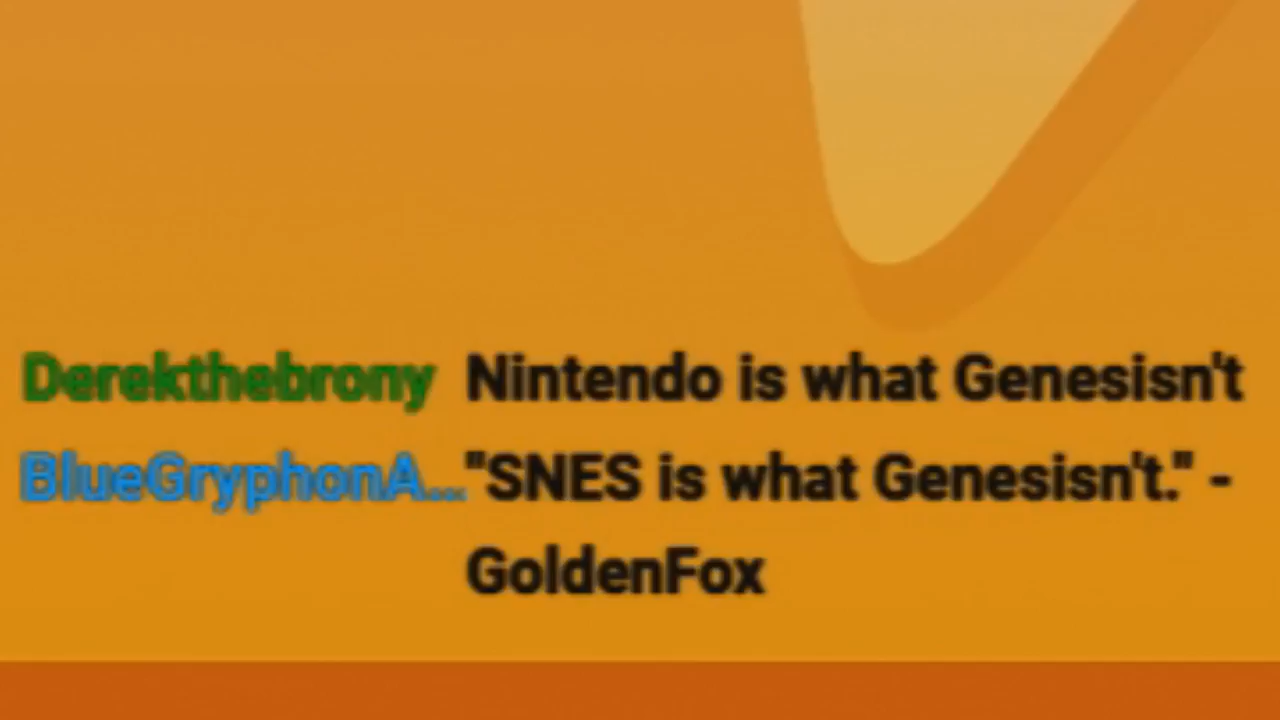 Derekthebrony Nintendo is what Genesisn't
BlueGryphonA... "SNES is what Genesisn't." -
GoldenFox